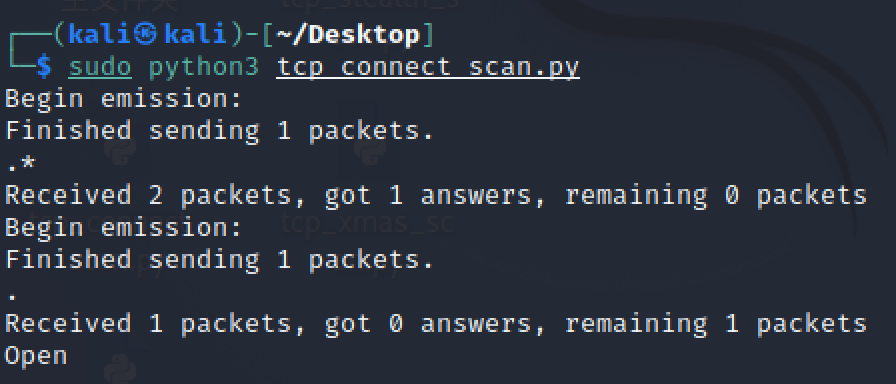 tcp_stealth_s
┌──(kali㉿kali)-[~/Desktop]
└─$ sudo python3 tcp_connect_scan.py
Begin emission:
Finished sending 1 packets.
.*
Received 2 packets, got 1 answers, remaining 0 packets
Begin emission:
tcp_xmas_sc
Finished sending 1 packets.
.
Received 1 packets, got 0 answers, remaining 1 packets
Open